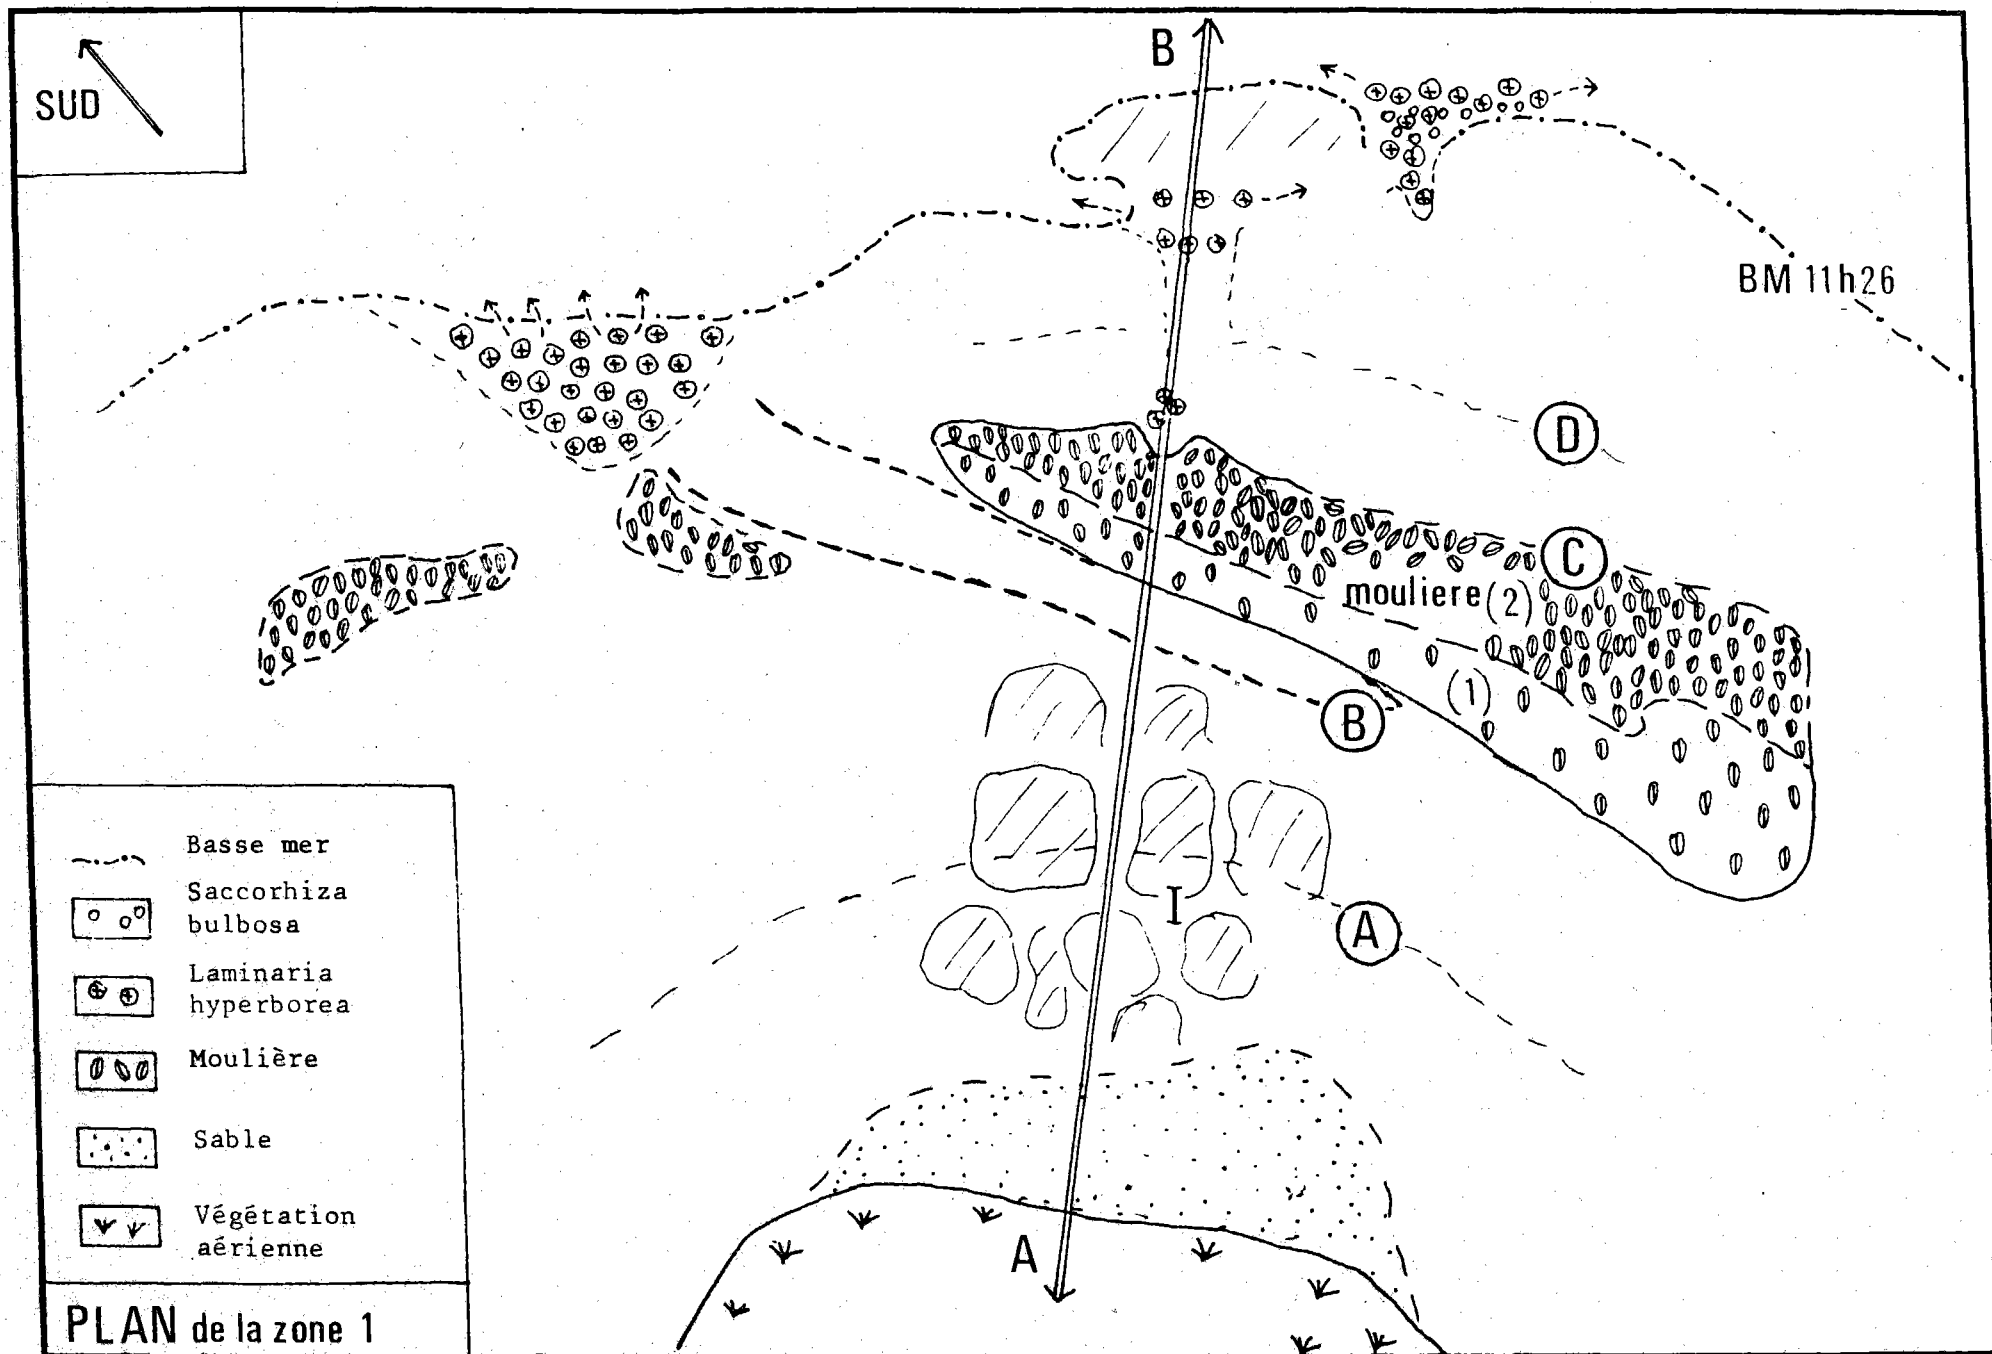 SUD
B
BM 11h26
D
C
mouliere (2)
(1)
B
I
A
A
Basse mer
Saccorhiza
bulbosa
Laminaria
hyperborea
Moulière
Sable
Végétation
aérienne
PLAN de la zone 1